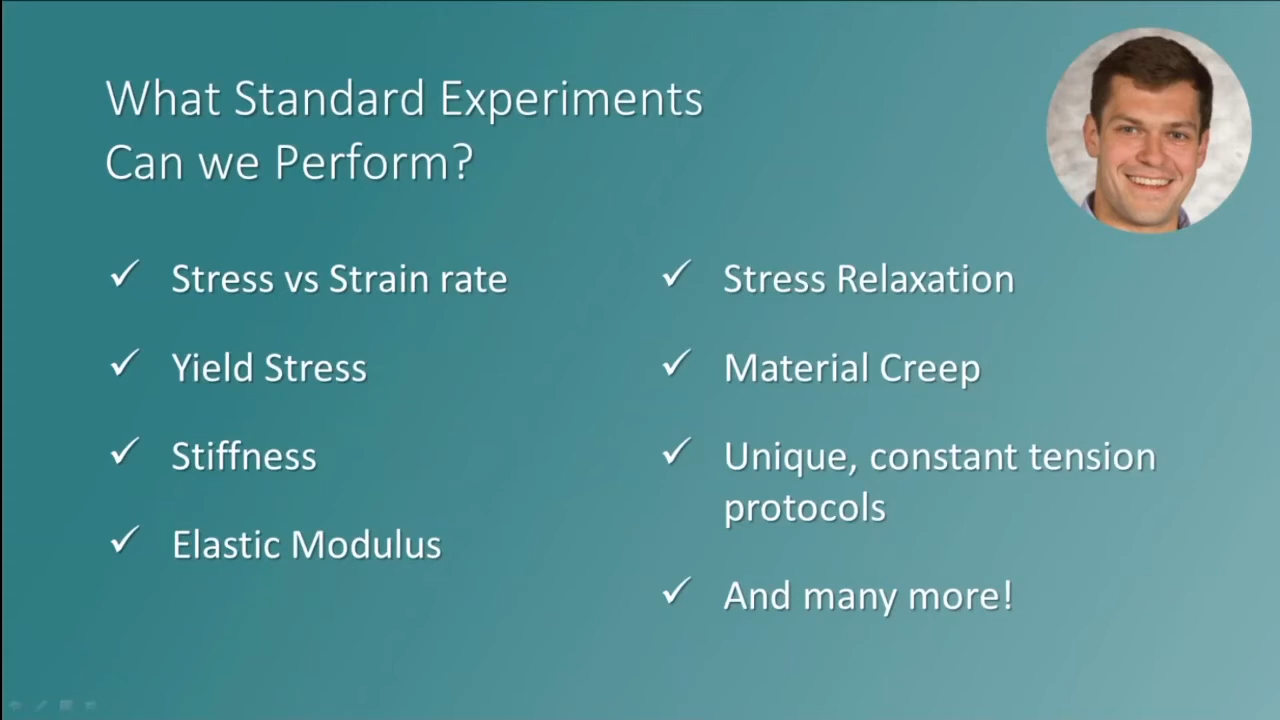 What Standard Experiments
Can we Perform?
✓ Stress vs Strain rate
✓ Yield Stress
✓ Stiffness
✓ Elastic Modulus
✓ Stress Relaxation
✓ Material Creep
✓ Unique, constant tension
protocols
✓ And many more!